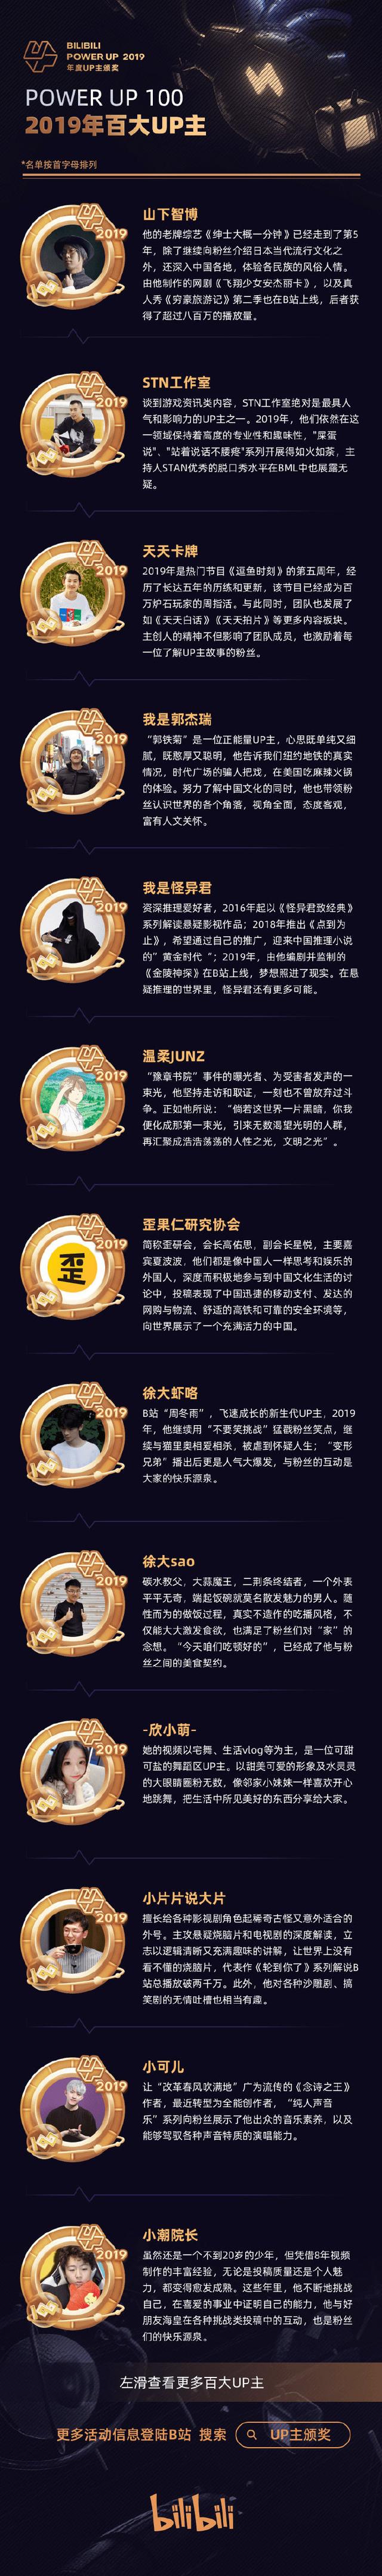 BILIBILI
POWER UP 2019
年度UP主颁奖
POWER UP 100
2019年百大UP主
*名单按首字母排列
2019
山下智博
他的老牌综艺《绅士大概一分钟》已经走到了第5
年，除了继续向粉丝介绍日本当代流行文化之
外，还深入中国各地，体验各民族的风俗人情。
由他制作的网剧《飞翔少女安杰丽卡》，以及真
人秀《穷豪旅游记》第二季也在B站上线，后者获
得了超过八百万的播放量。
2019
STN工作室
谈到游戏资讯类内容，STN工作室绝对是最具人
气和影响力的UP主之一。2019年，他们依然在这
一领域保持着高度的专业性和趣味性，"屎蛋
说"、"站着说话不腰疼"系列开展得如火如荼，主
持人STAN优秀的脱口秀水平在BML中也展露无
疑。
2019
天天卡牌
2019年是热门节目《逗鱼时刻》的第五周年，经
历了长达五年的历练和更新，该节目已经成为百
万炉石玩家的周指活。与此同时，团队也发展了
如《天天白话》《天天拍片》等更多内容板块。
主创人的精神不但影响了团队成员，也激励着每
一位了解UP主故事的粉丝。
2019
我是郭杰瑞
“郭铁菊”是一位正能量UP主，心思既单纯又细
腻，既憨厚又聪明，他告诉我们纽约地铁的真实
情况，时代广场的骗人把戏，在美国吃麻辣火锅
的体验。努力了解中国文化的同时，他也带领粉
丝认识世界的各个角落，视角全面，态度客观，
富有人文关怀。
2019
我是怪异君
资深推理爱好者，2016年起以《怪异君致经典》
系列解读悬疑影视作品；2018年推出《点到为
止》，希望通过自己的推广，迎来中国推理小说
的”黄金时代“；2019年，由他编剧并监制的
《金陵神探》在B站上线，梦想照进了现实。在悬
疑推理的世界里，怪异君还有更多可能。
2019
温柔JUNZ
“豫章书院”事件的曝光者、为受害者发声的一
束光，他坚持走访和取证，一刻也不曾放弃过斗
争。正如他所说：“倘若这世界一片黑暗，你我
便化成那第一束光，引来无数渴望光明的人群，
再汇聚成浩浩荡荡的人性之光，文明之光”。
歪
2019
歪果仁研究协会
简称歪研会，会长高佑思，副会长星悦，主要嘉
宾夏波波，他们都是像中国人一样思考和娱乐的
外国人，深度而积极地参与到中国文化生活的讨
论中，投稿表现了中国迅捷的移动支付、发达的
网购与物流、舒适的高铁和可靠的安全环境等，
向世界展示了一个充满活力的中国。
2019
徐大虾咯
B站“周冬雨”，飞速成长的新生代UP主，2019
年，他继续用“不要笑挑战”猛戳粉丝笑点，继
续与猫里奥相爱相杀，被虐到怀疑人生；“变形
兄弟”播出后更是人气大爆发，与粉丝的互动是
大家的快乐源泉。
2019
徐大sao
碳水教父，大蒜魔王，二荆条终结者，一个外表
平平无奇，端起饭碗就莫名散发魅力的男人。随
性而为的做饭过程，真实不造作的吃播风格，不
仅能大大激发食欲，也满足了粉丝们对“家”的
念想。“今天咱们吃顿好的”，已经成了他与粉
丝之间的美食契约。
2019
-欣小萌-
她的视频以宅舞、生活vlog等为主，是一位可甜
可盐的舞蹈区UP主。以甜美可爱的形象及水灵灵
的大眼睛圈粉无数，像邻家小妹妹一样喜欢开心
地跳舞，把生活中所见美好的东西分享给大家。
2019
小片片说大片
擅长给各种影视剧角色起稀奇古怪又意外适合的
外号。主攻悬疑烧脑片和电视剧的深度解读，立
志以逻辑清晰又充满趣味的讲解，让世界上没有
看不懂的烧脑片，代表作《轮到你了》系列解说B
站总播放破两千万。此外，他对各种沙雕剧、搞
笑剧的无情吐槽也相当有趣。
2019
小可儿
让“改革春风吹满地”广为流传的《念诗之王》
作者，最近转型为全能创作者，“纯人声音
乐”系列向粉丝展示了他出众的音乐素养，以及
能够驾驭各种声音特质的演唱能力。
2019
小潮院长
虽然还是一个不到20岁的少年，但凭借8年视频
制作的丰富经验，无论是投稿质量还是个人魅
力，都变得愈发成熟。这些年里，他不断地挑战
自己，在喜爱的事业中证明自己的能力，他与好
朋友海皇在各种挑战类投稿中的互动，也是粉丝
们的快乐源泉。
左滑查看更多百大UP主
更多活动信息登陆B站 搜索 UP主颁奖
bilibili